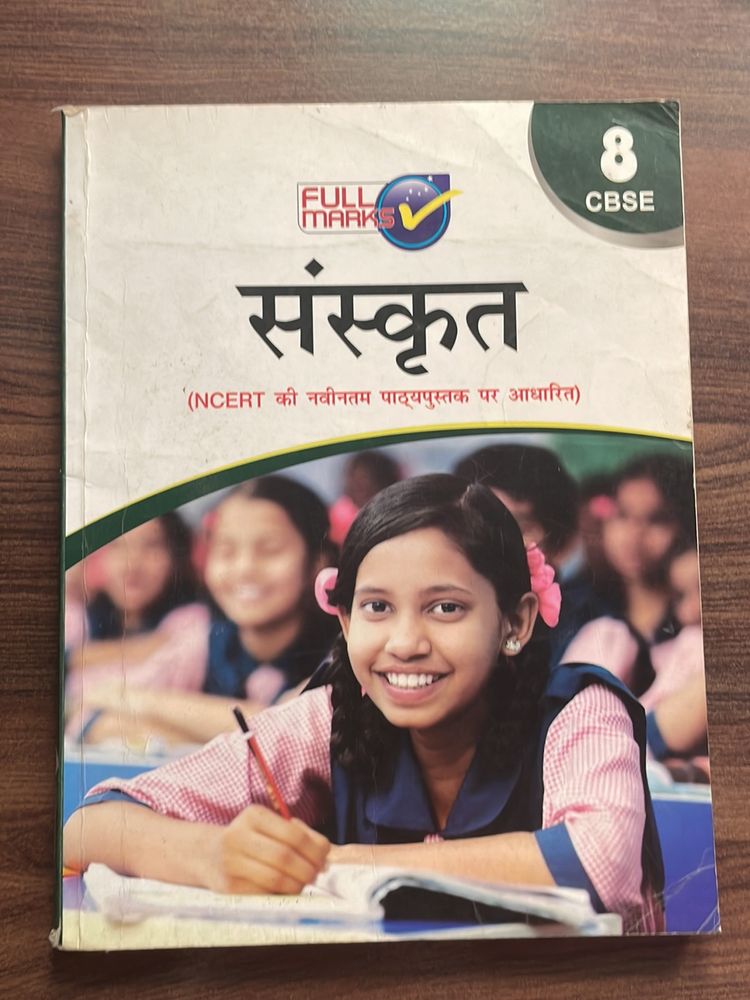 8
CBSE
FULL
MARKS
संस्कृत
(NCERT की नवीनतम पाठ्यपुस्तक पर आधारित)